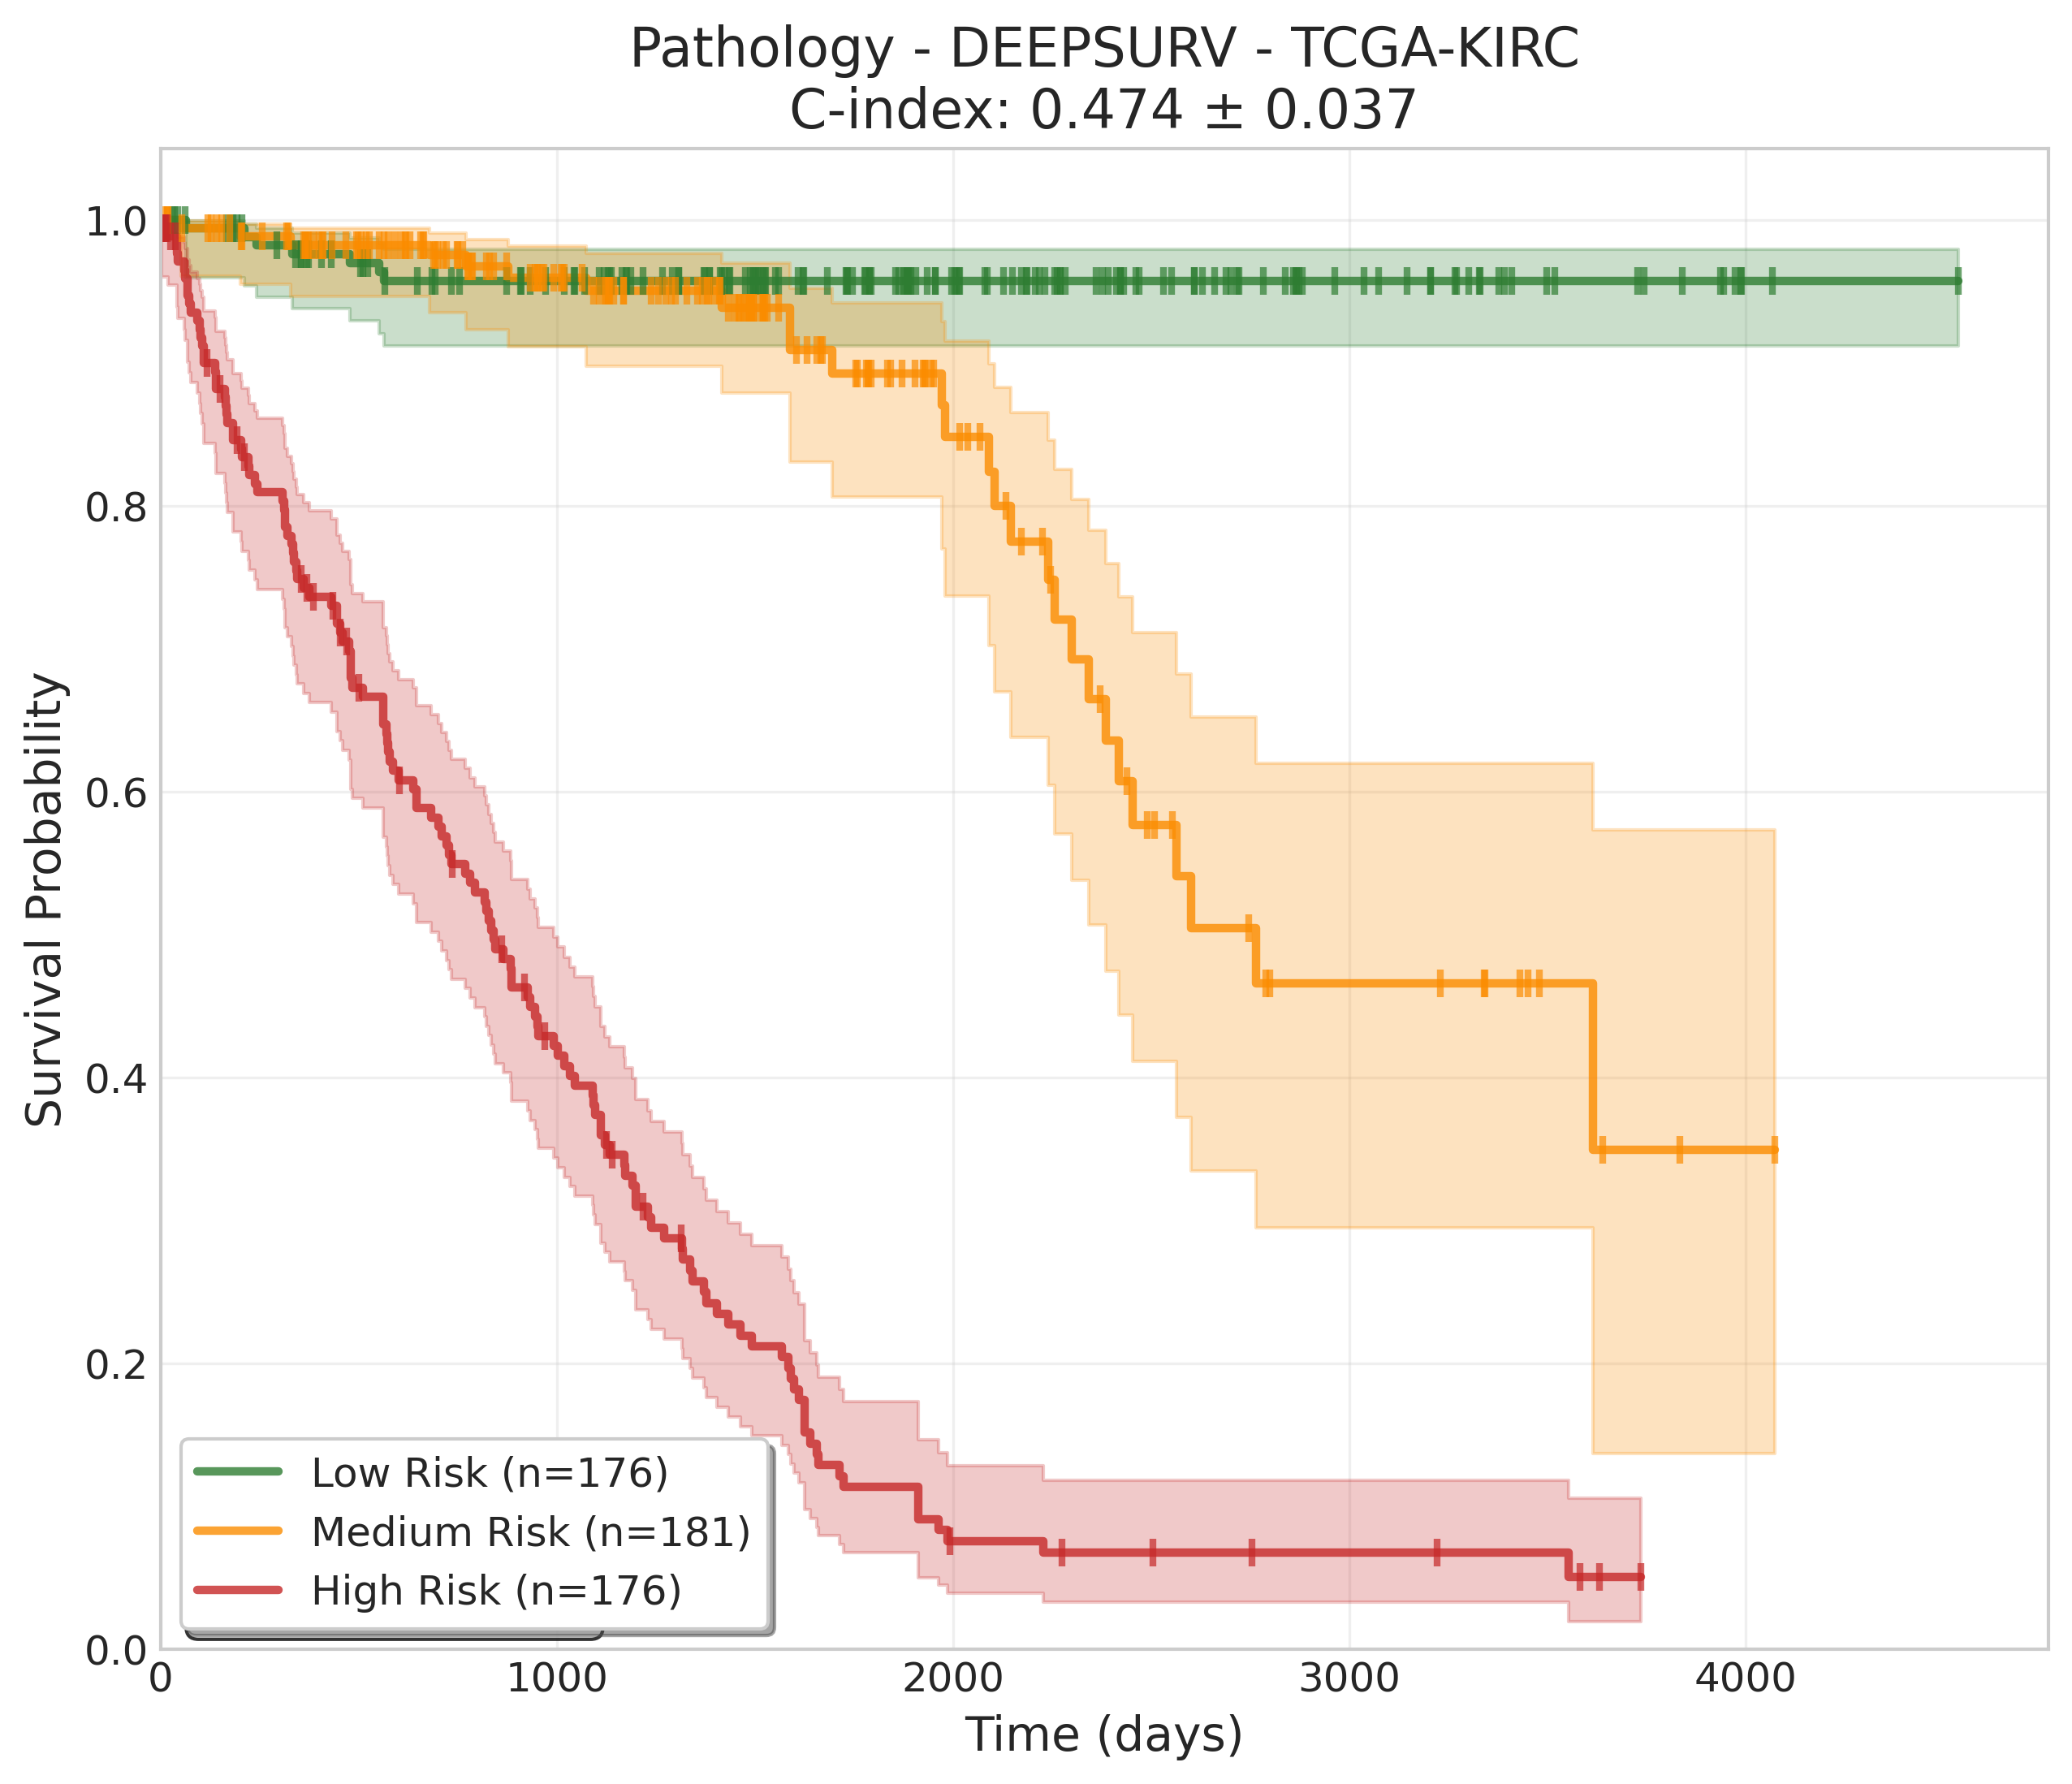 Pathology - DEEPSURV - TCGA-KIRC
C-index: 0.474 ± 0.037
Survival Probability
1.0
0.8
0.6
0.4
0.2
0.0
Low Risk (n=176)
Medium Risk (n=181)
High Risk (n=176)
0 1000 2000 3000 4000
Time (days)